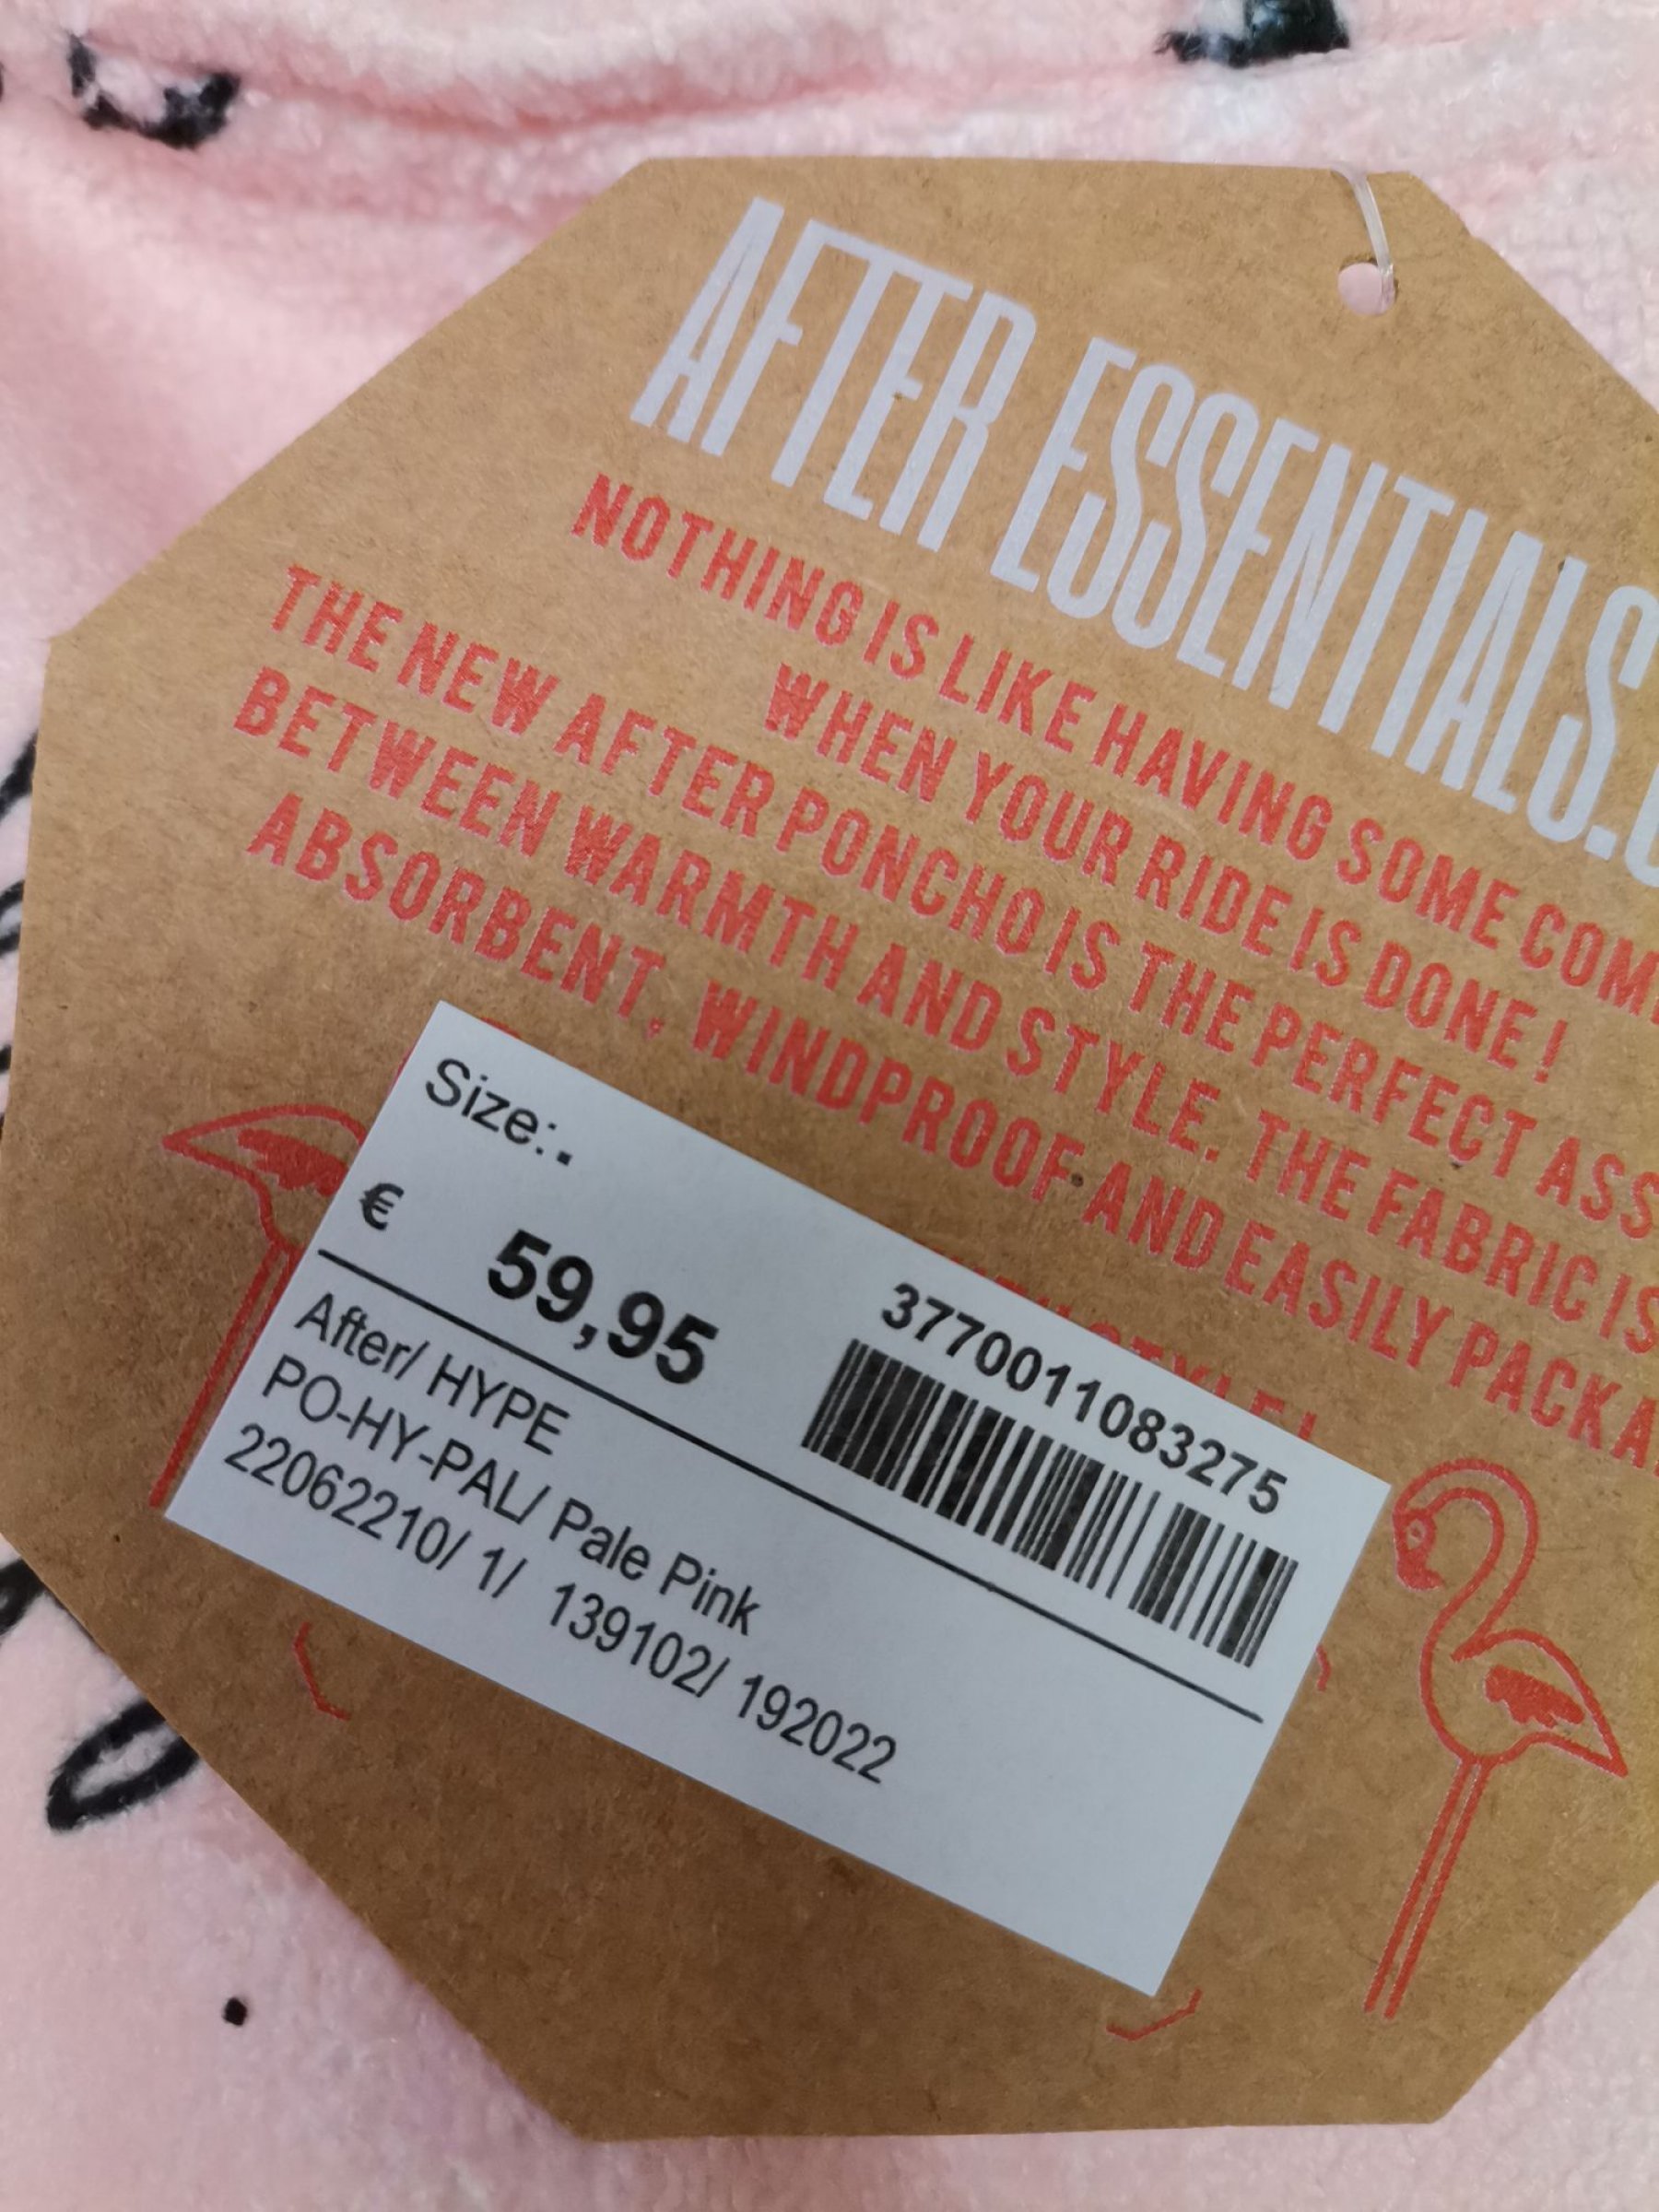 AFTER ESSENTIALS.
NOTHING IS LIKE HAVING SOME
WHEN YOUR RIDE IS DONE!
THE NEW AFTER PONCHO IS THE PERFECT
BETWEEN WARMTH AND STYLE. THE FABRIC IS
ABSORBENT, WINDPROOF AND EASILY
Size:.
€ 59,95
3770011083275
After/ HYPE
PO-HY-PAL/ Pale Pink
22062210/ 1/ 139102/ 192022